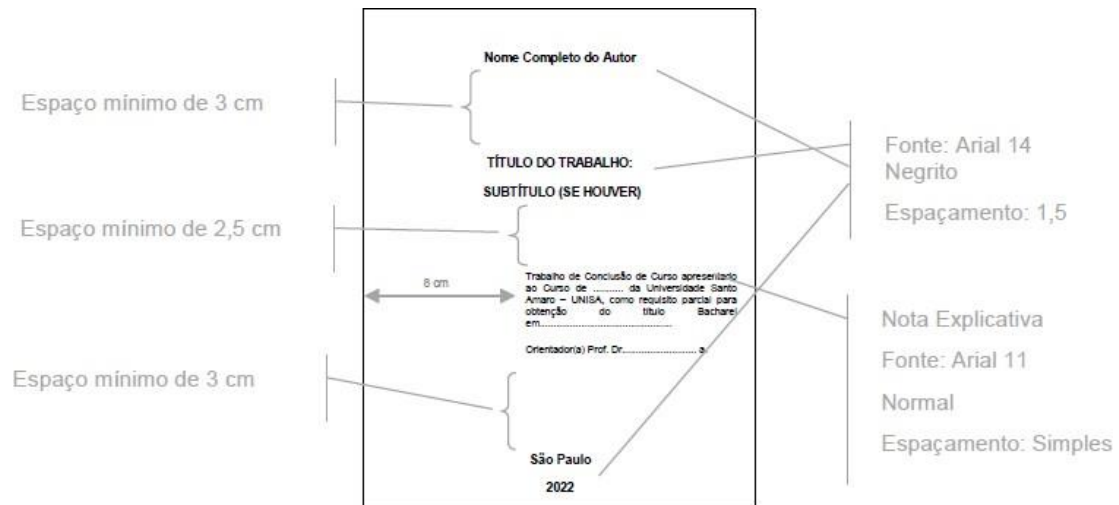 Nome Completo do Autor
Espaço mínimo de 3 cm
Fonte: Arial 14
Negrito
Espaçamento: 1,5
TÍTULO DO TRABALHO:
SUBTÍTULO (SE HOUVER)
Espaço mínimo de 2,5 cm
8 cm
Trabalho de Conclusão de Curso apresentado
ao Curso de .......... da Universidade Santo
Amaro – UNISA, como requisito parcial para
obtenção do título Bacharel
em.............................................
Orientador(a) Prof. Dr......................... a.
Nota Explicativa
Fonte: Arial 11
Normal
Espaçamento: Simples
Espaço mínimo de 3 cm
São Paulo
2022